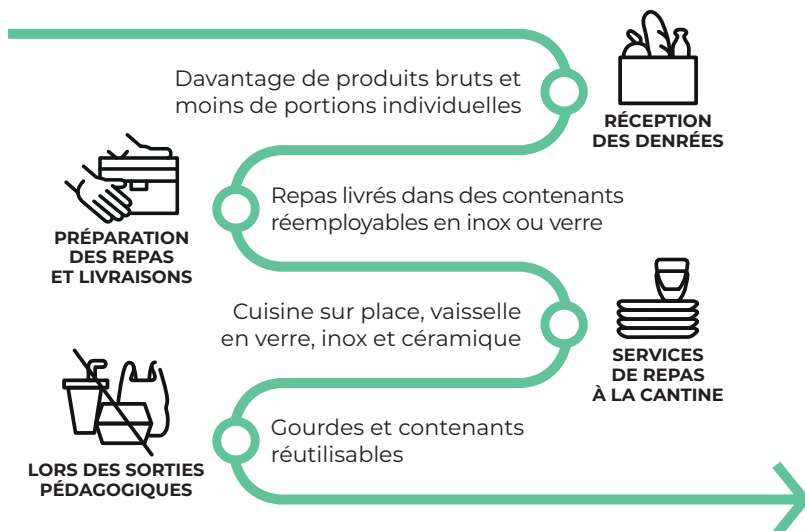 Davantage de produits bruts et
moins de portions individuelles
RÉCEPTION
DES DENRÉES
Repas livrés dans des contenants
réemployables en inox ou verre
PRÉPARATION
DES REPAS
ET LIVRAISONS
Cuisine sur place, vaisselle
en verre, inox et céramique
SERVICES
DE REPAS
À LA CANTINE
Gourdes et contenants
réutilisables
LORS DES SORTIES
PÉDAGOGIQUES